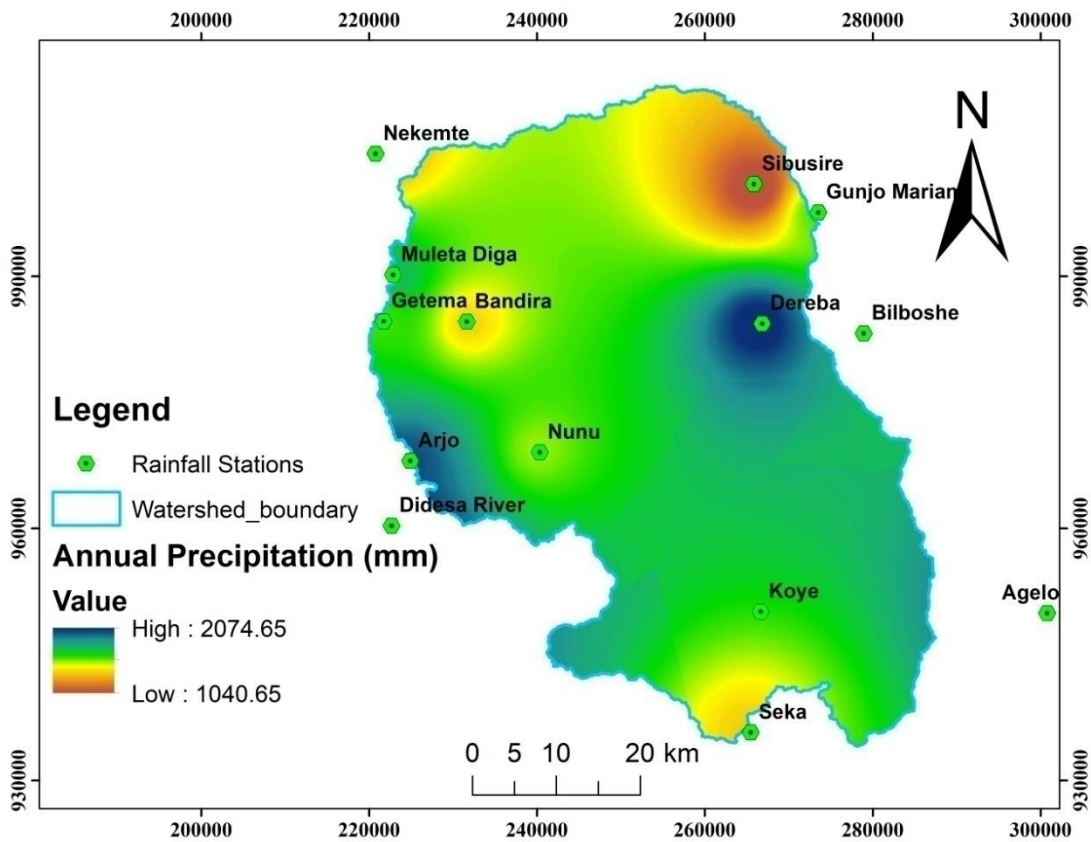 200000 220000 240000 260000 280000 300000
N
Nekemte
Sibusire
Gunjo Mariam
Muleta Diga
990000 990000
Getema Bandira
Dereba
Bilboshe
Legend
Arjo
Nunu
Rainfall Stations
Didesa River
Watershed_boundary
960000 960000
Annual Precipitation (mm)
Value
Koye
Agelo
High : 2074.65
Low : 1040.65
Seka
0 5 10 20 km
930000 930000
200000 220000 240000 260000 280000 300000